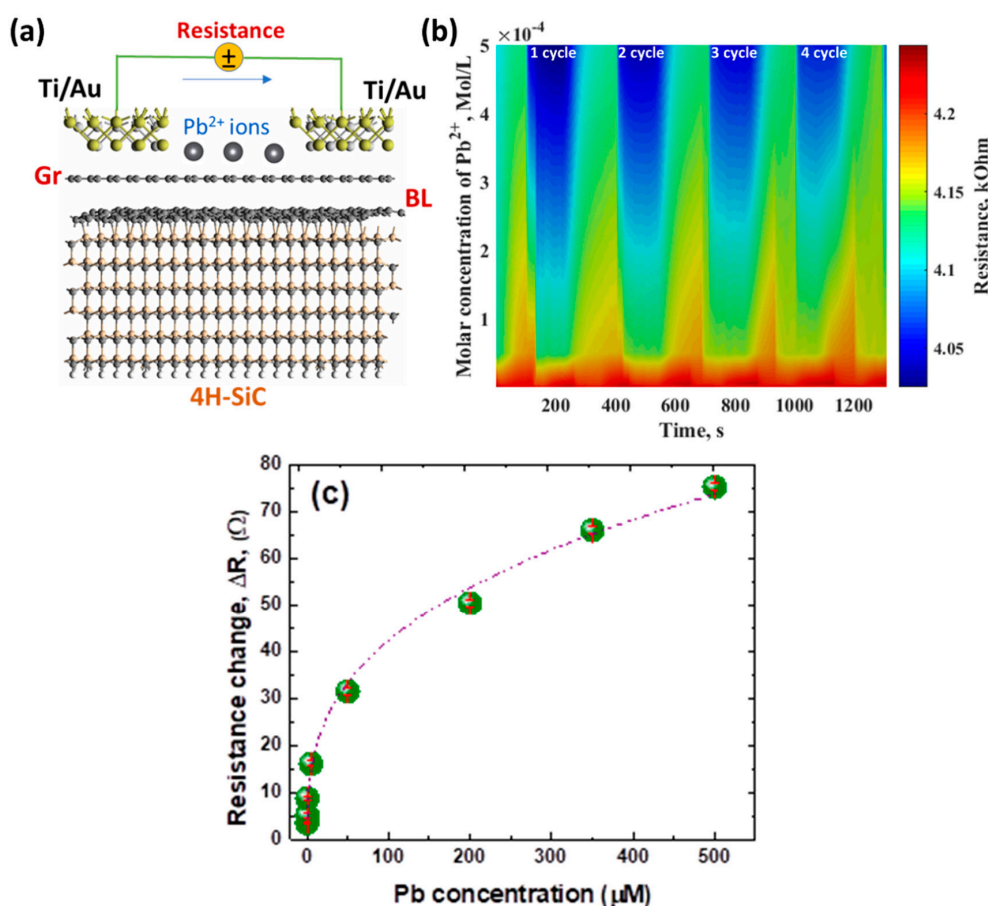 (a)
Resistance
±
Ti/Au
Ti/Au
Pb²⁺ ions
Gr
BL
4H-SiC
(b)
×10⁻⁴
5
4
3
2
1
Molar concentration of Pb²⁺, Mol/L
1 cycle
2 cycle
3 cycle
4 cycle
200
400
600
800
1000
1200
Time, s
4.2
4.15
4.1
4.05
Resistance, kOhm
(c)
80
70
60
50
40
30
20
10
0
Resistance change, ΔR, (Ω)
0
100
200
300
400
500
Pb concentration (μM)